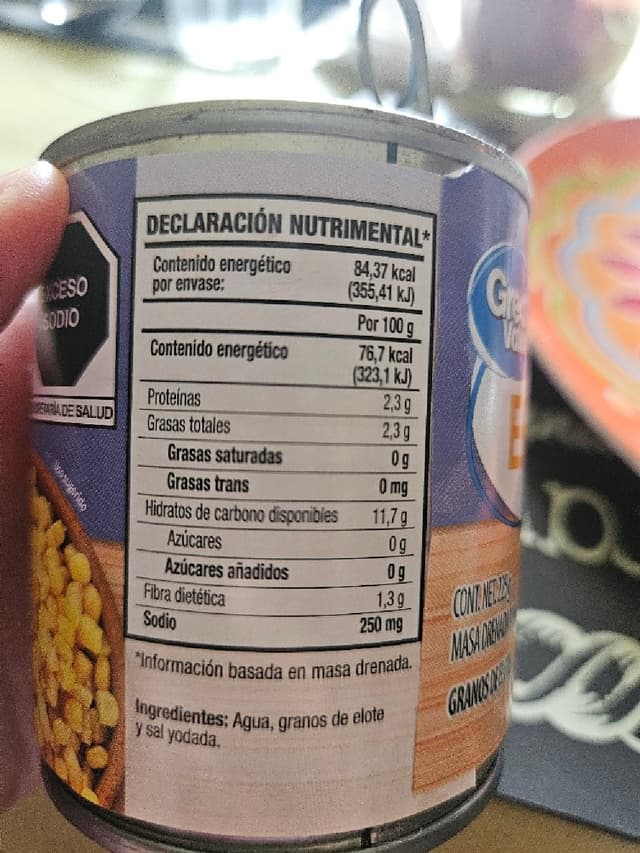 DECLARACIÓN NUTRIMENTAL*
Contenido energético
por envase:
84,37 kcal
(355,41 kJ)
Por 100 g
Contenido energético 76,7 kcal
(323,1 kJ)
Proteínas 2,3 g
Grasas totales 2,3 g
Grasas saturadas 0 g
Grasas trans 0 mg
Hidratos de carbono disponibles 11,7 g
Azúcares 0 g
Azúcares añadidos 0 g
Fibra dietética 1,3 g
Sodio 250 mg
*Información basada en masa drenada.
Ingredientes: Agua, granos de elote
y sal yodada.
EXCESO
SODIO
DE SALUD
Uso sugerido
CONT. NET.
MASA
GRANOS